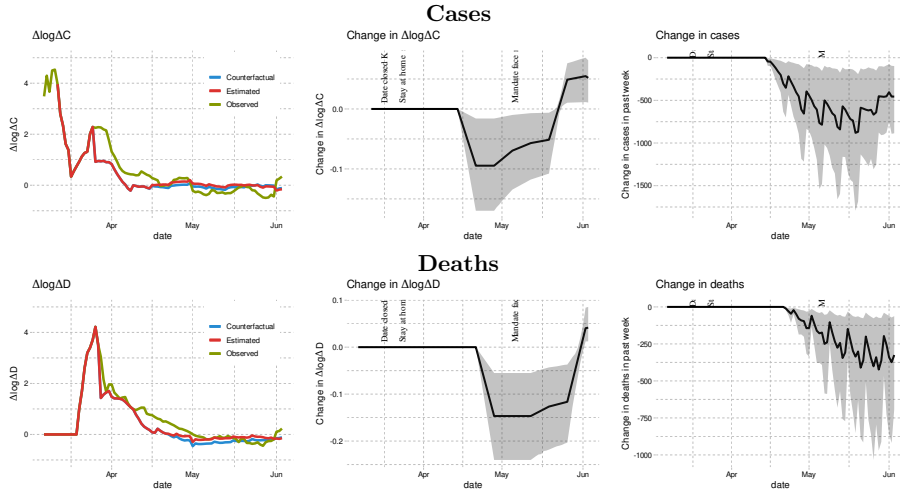 Cases
ΔlogΔC
ΔlogΔC
4
2
0
Counterfactual
Estimated
Observed
Apr
May
Jun
date
Change in ΔlogΔC
Change in ΔlogΔC
0.0
-0.1
Date closed K
Stay at home
Mandate face
Apr
May
Jun
date
Change in cases
Change in cases in past week
0
-500
-1000
-1500
D
St
M
Apr
May
Jun
date
Deaths
ΔlogΔD
ΔlogΔD
4
2
0
Counterfactual
Estimated
Observed
Apr
May
Jun
date
Change in ΔlogΔD
Change in ΔlogΔD
0.1
0.0
-0.1
-0.2
Date closed
Stay at hom
Mandate fac
Apr
May
Jun
date
Change in deaths
Change in deaths in past week
0
-250
-500
-750
-1000
D
St
M
Apr
May
Jun
date